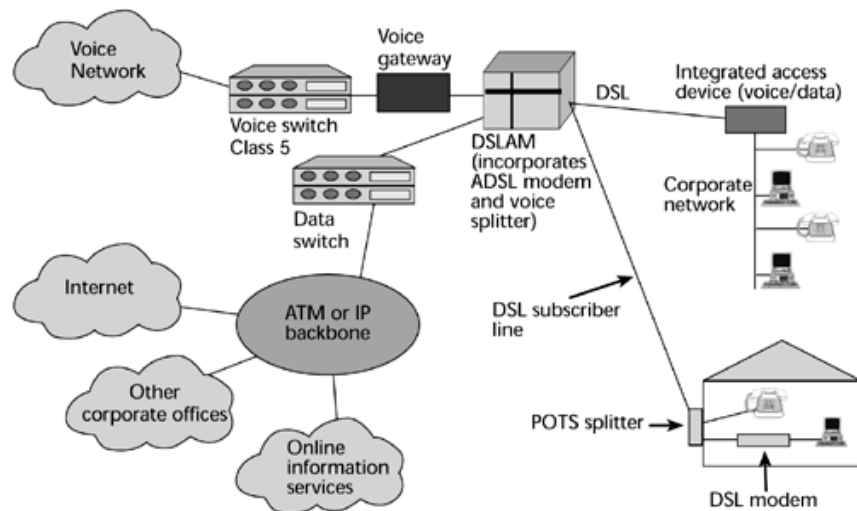 Voice
Network
Voice
gateway
Voice switch
Class 5
DSL
Integrated access
device (voice/data)
DSLAM
(incorporates
ADSL modem
and voice
splitter)
Corporate
network
Data
switch
Internet
ATM or IP
backbone
DSL subscriber
line
Other
corporate offices
Online
information
services
POTS splitter
DSL modem